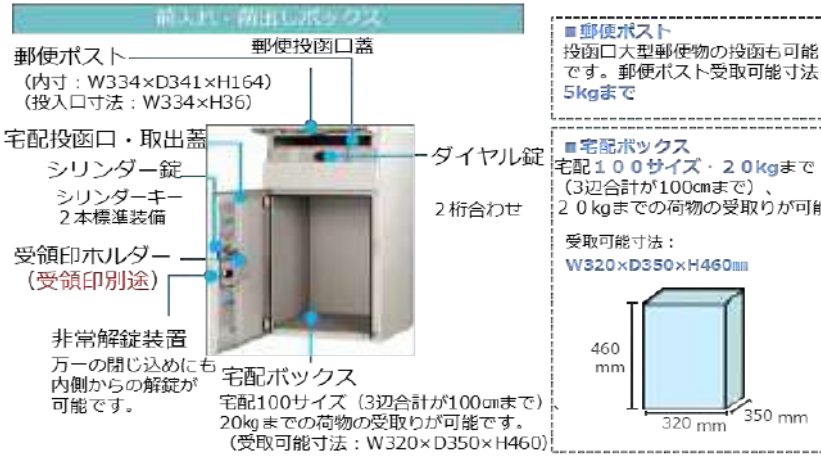 前入れ・前出しボックス
郵便ポスト
（内寸：W334×D341×H164）
（投入口寸法：W334×H36）
郵便投函口蓋
宅配投函口・取出蓋
シリンダー錠
シリンダーキー
２本標準装備
受領印ホルダー
（受領印別途）
非常解錠装置
万一の閉じ込めにも
内側からの解錠が
可能です。
ダイヤル錠
２桁合わせ
宅配ボックス
宅配100サイズ（3辺合計が100㎝まで）、
20㎏までの荷物の受取りが可能です。
（受取可能寸法：W320×D350×H460）
■郵便ポスト
投函口大型郵便物の投函も可能
です。郵便ポスト受取可能寸法
5kgまで
■宅配ボックス
宅配１００サイズ・２０kgまで
（3辺合計が100㎝まで）、
２０kgまでの荷物の受取りが可能
受取可能寸法：
W320×D350×H460㎜
460
mm
320 mm
350 mm